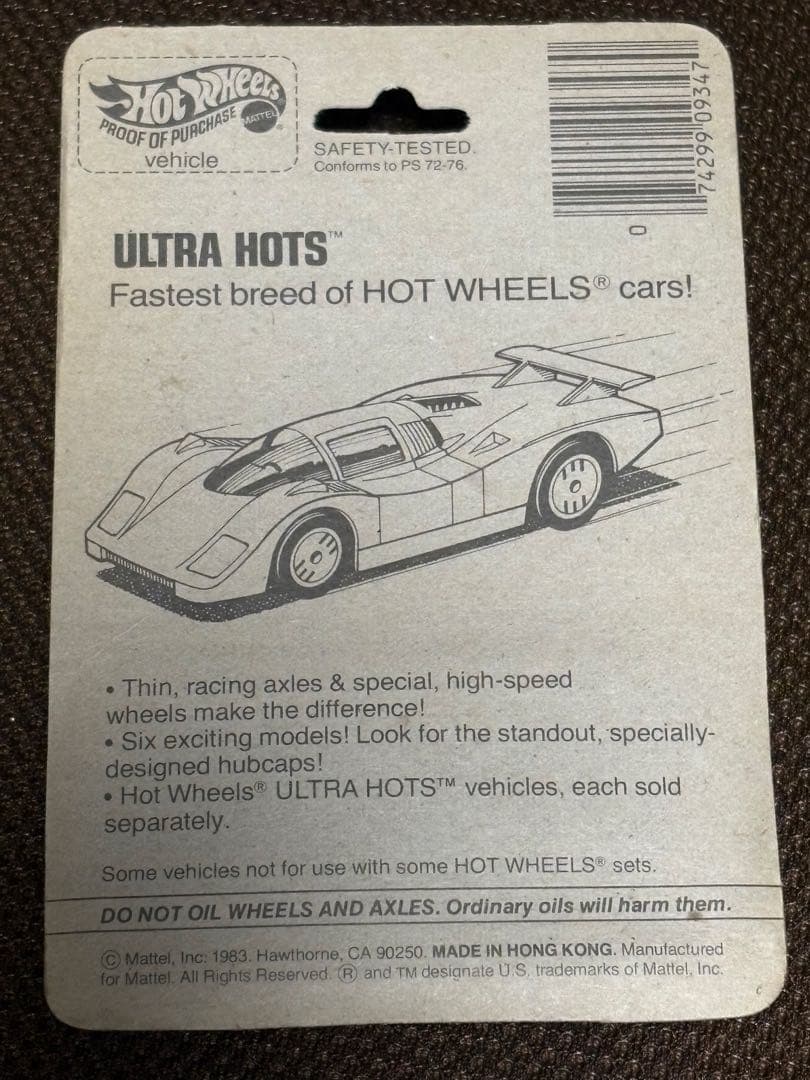 Hot Wheels
MATTEL
PROOF OF PURCHASE
vehicle
SAFETY-TESTED.
Conforms to PS 72-76.
74299 09347
0
ULTRA HOTS™
Fastest breed of HOT WHEELS® cars!
• Thin, racing axles & special, high-speed
wheels make the difference!
• Six exciting models! Look for the standout, specially-
designed hubcaps!
• Hot Wheels® ULTRA HOTS™ vehicles, each sold
separately.
Some vehicles not for use with some HOT WHEELS® sets.
DO NOT OIL WHEELS AND AXLES. Ordinary oils will harm them.
© Mattel, Inc. 1983. Hawthorne, CA 90250. MADE IN HONG KONG. Manufactured
for Mattel. All Rights Reserved. ® and TM designate U.S. trademarks of Mattel, Inc.